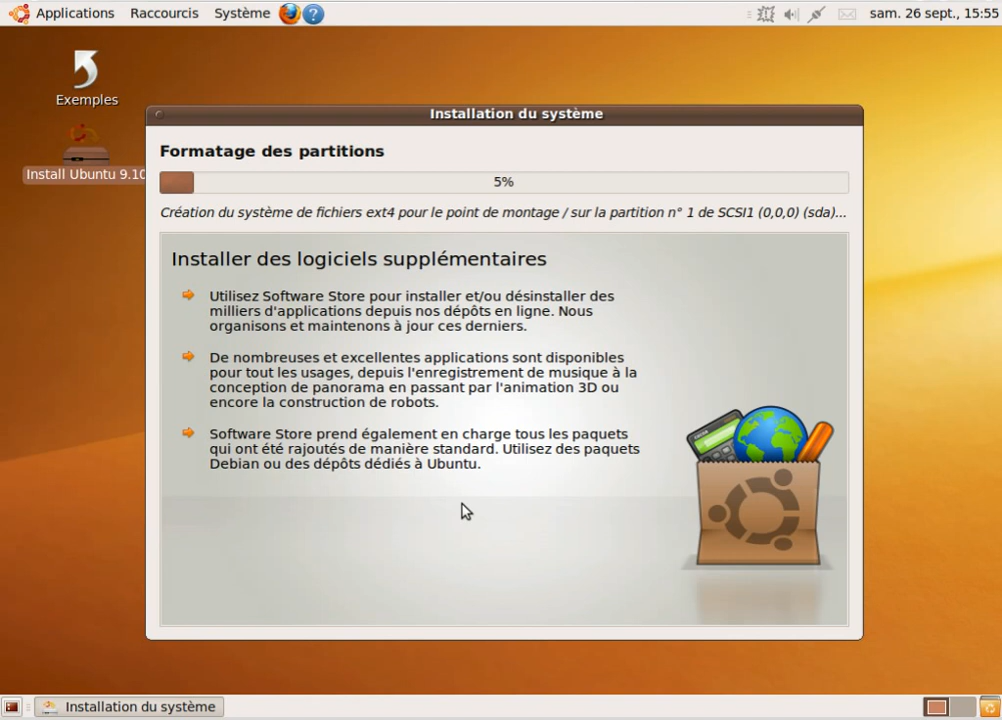 Applications Raccourcis Système sam. 26 sept., 15:55
Exemples
Install Ubuntu 9.10
Installation du système
Formatage des partitions
5%
Création du système de fichiers ext4 pour le point de montage / sur la partition n° 1 de SCSI1 (0,0,0) (sda)...
Installer des logiciels supplémentaires
Utilisez Software Store pour installer et/ou désinstaller des
milliers d'applications depuis nos dépôts en ligne. Nous
organisons et maintenons à jour ces derniers.
De nombreuses et excellentes applications sont disponibles
pour tout les usages, depuis l'enregistrement de musique à la
conception de panorama en passant par l'animation 3D ou
encore la construction de robots.
Software Store prend également en charge tous les paquets
qui ont été rajoutés de manière standard. Utilisez des paquets
Debian ou des dépôts dédiés à Ubuntu.
Installation du système